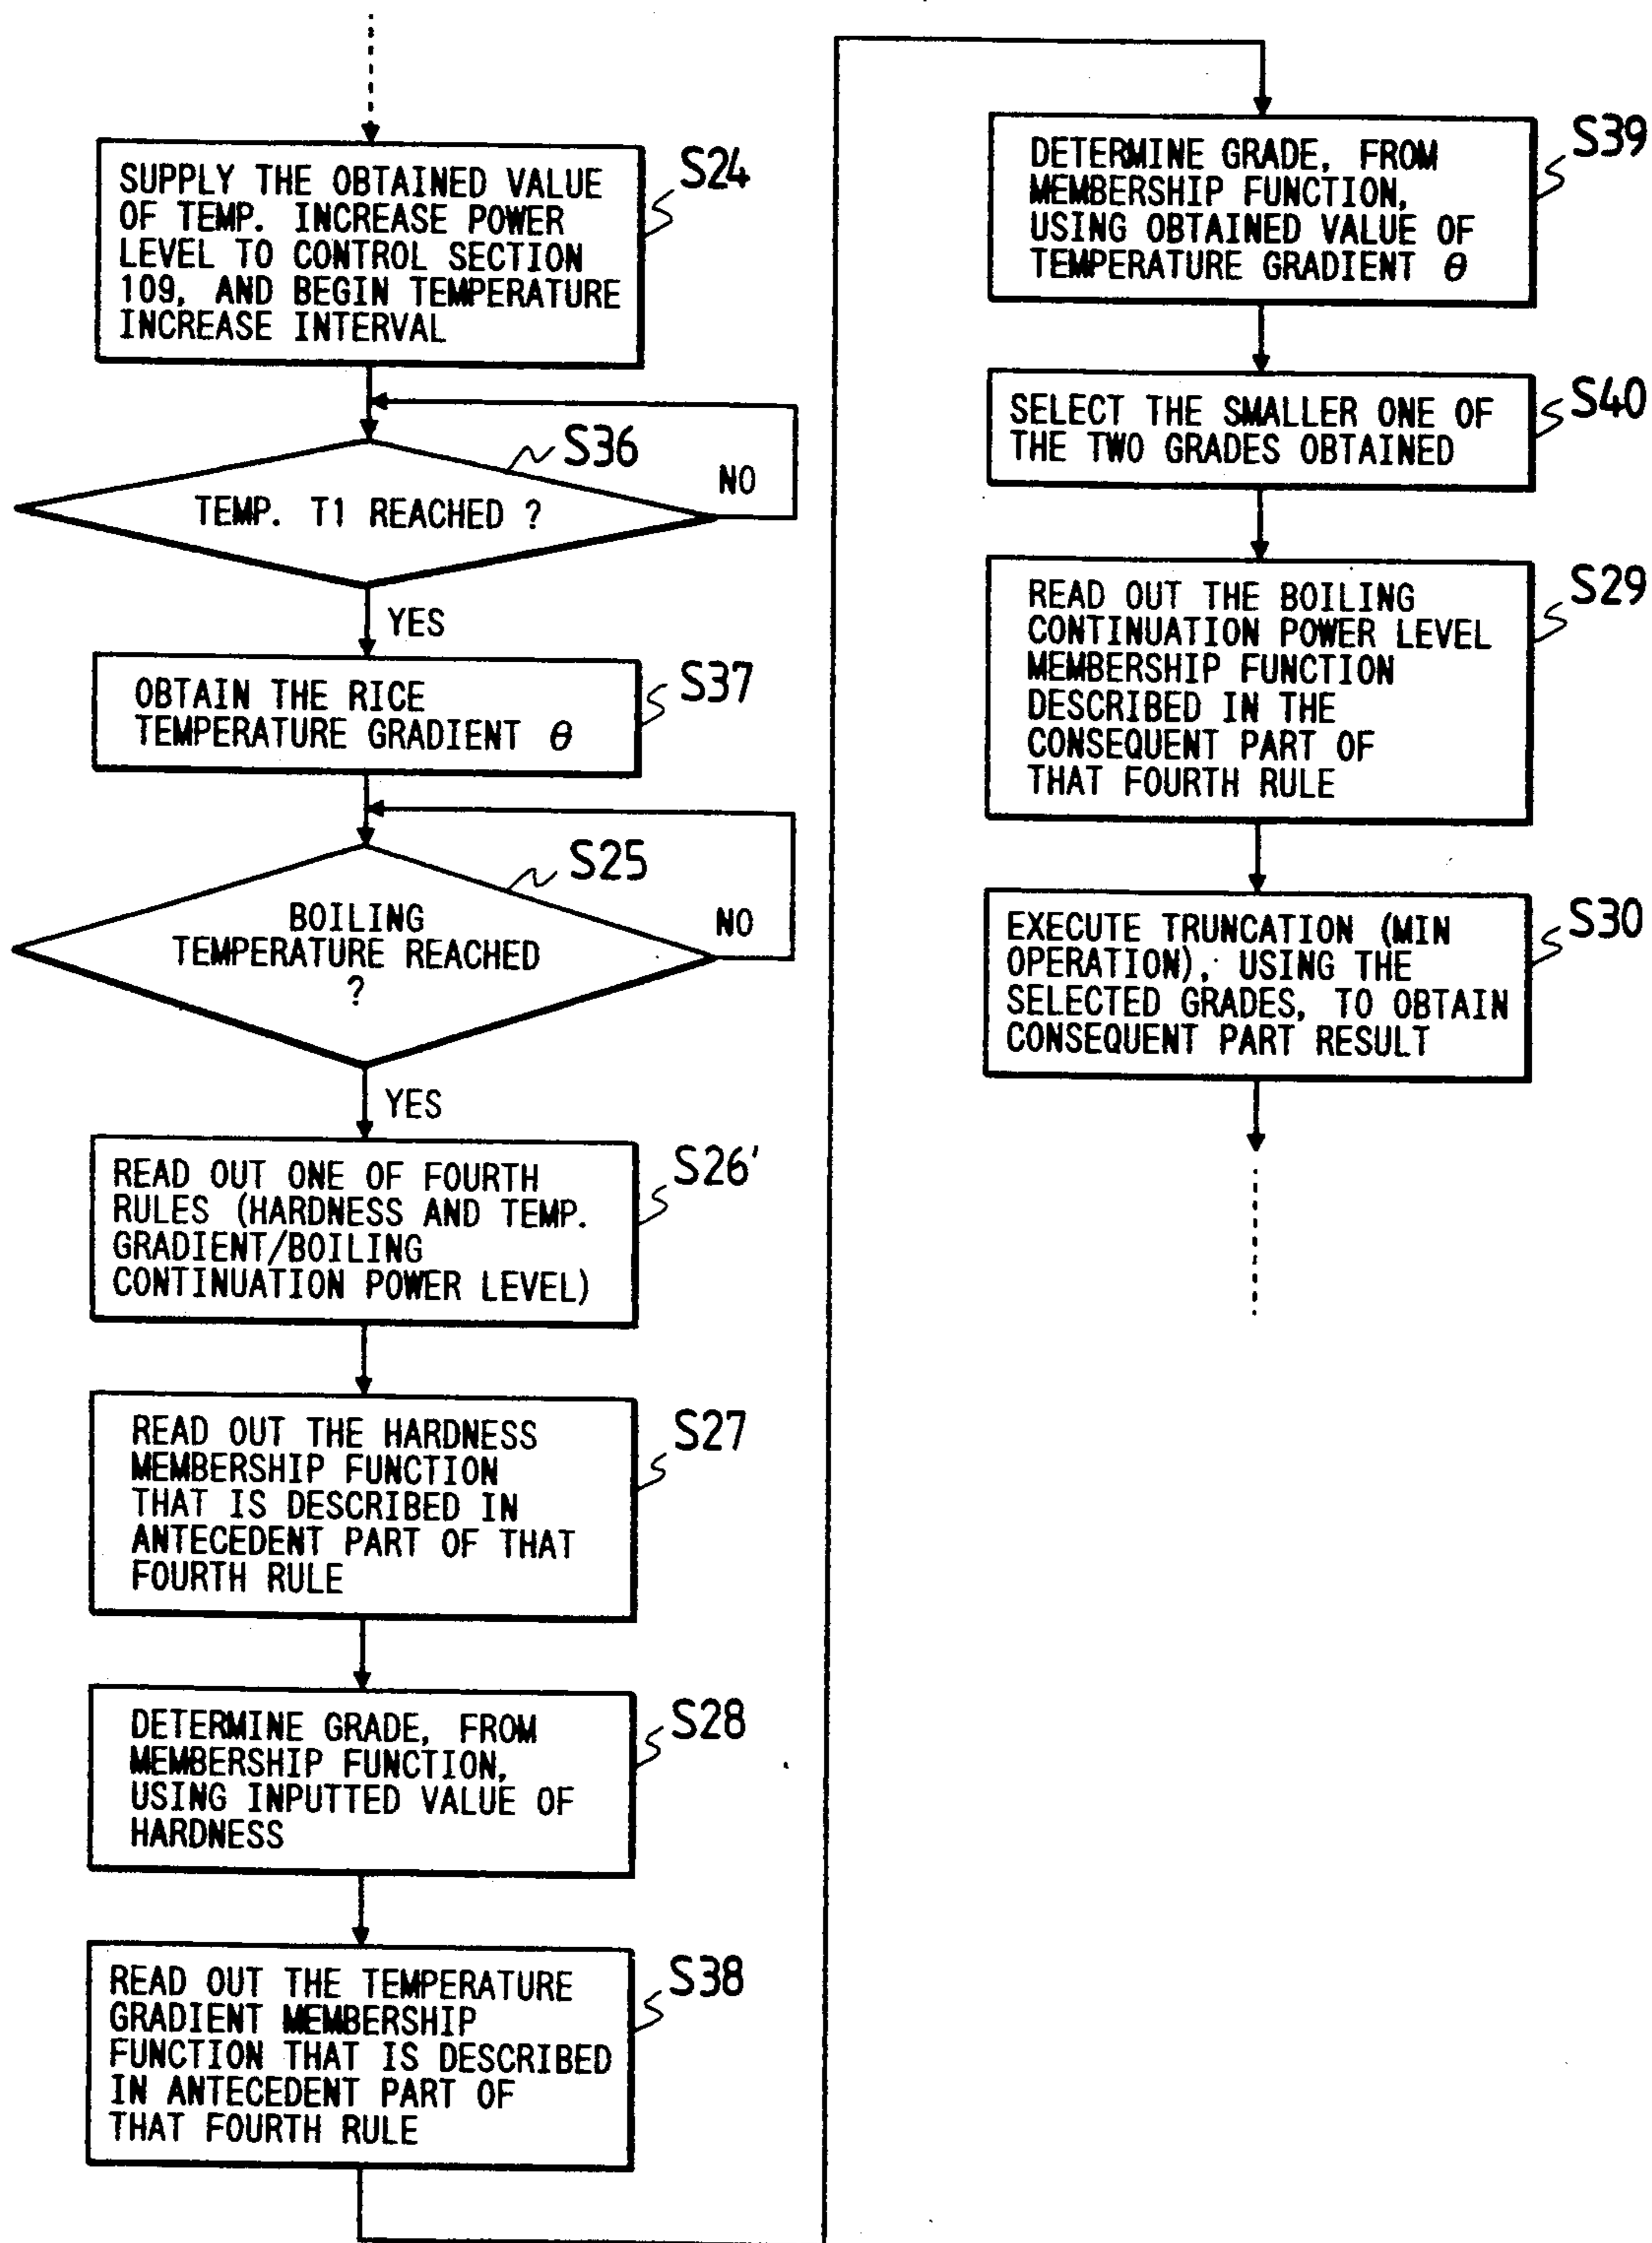 SUPPLY THE OBTAINED VALUE
OF TEMP. INCREASE POWER
LEVEL TO CONTROL SECTION
109, AND BEGIN TEMPERATURE
INCREASE INTERVAL
S24
S36
TEMP. T1 REACHED ?
NO
YES
OBTAIN THE RICE
TEMPERATURE GRADIENT θ
S37
S25
BOILING
TEMPERATURE REACHED
?
NO
YES
READ OUT ONE OF FOURTH
RULES (HARDNESS AND TEMP.
GRADIENT/BOILING
CONTINUATION POWER LEVEL)
S26'
READ OUT THE HARDNESS
MEMBERSHIP FUNCTION
THAT IS DESCRIBED IN
ANTECEDENT PART OF THAT
FOURTH RULE
S27
DETERMINE GRADE, FROM
MEMBERSHIP FUNCTION,
USING INPUTTED VALUE OF
HARDNESS
S28
READ OUT THE TEMPERATURE
GRADIENT MEMBERSHIP
FUNCTION THAT IS DESCRIBED
IN ANTECEDENT PART OF
THAT FOURTH RULE
S38
DETERMINE GRADE, FROM
MEMBERSHIP FUNCTION,
USING OBTAINED VALUE OF
TEMPERATURE GRADIENT θ
S39
SELECT THE SMALLER ONE OF
THE TWO GRADES OBTAINED
S40
READ OUT THE BOILING
CONTINUATION POWER LEVEL
MEMBERSHIP FUNCTION
DESCRIBED IN THE
CONSEQUENT PART OF
THAT FOURTH RULE
S29
EXECUTE TRUNCATION (MIN
OPERATION), USING THE
SELECTED GRADES, TO OBTAIN
CONSEQUENT PART RESULT
S30